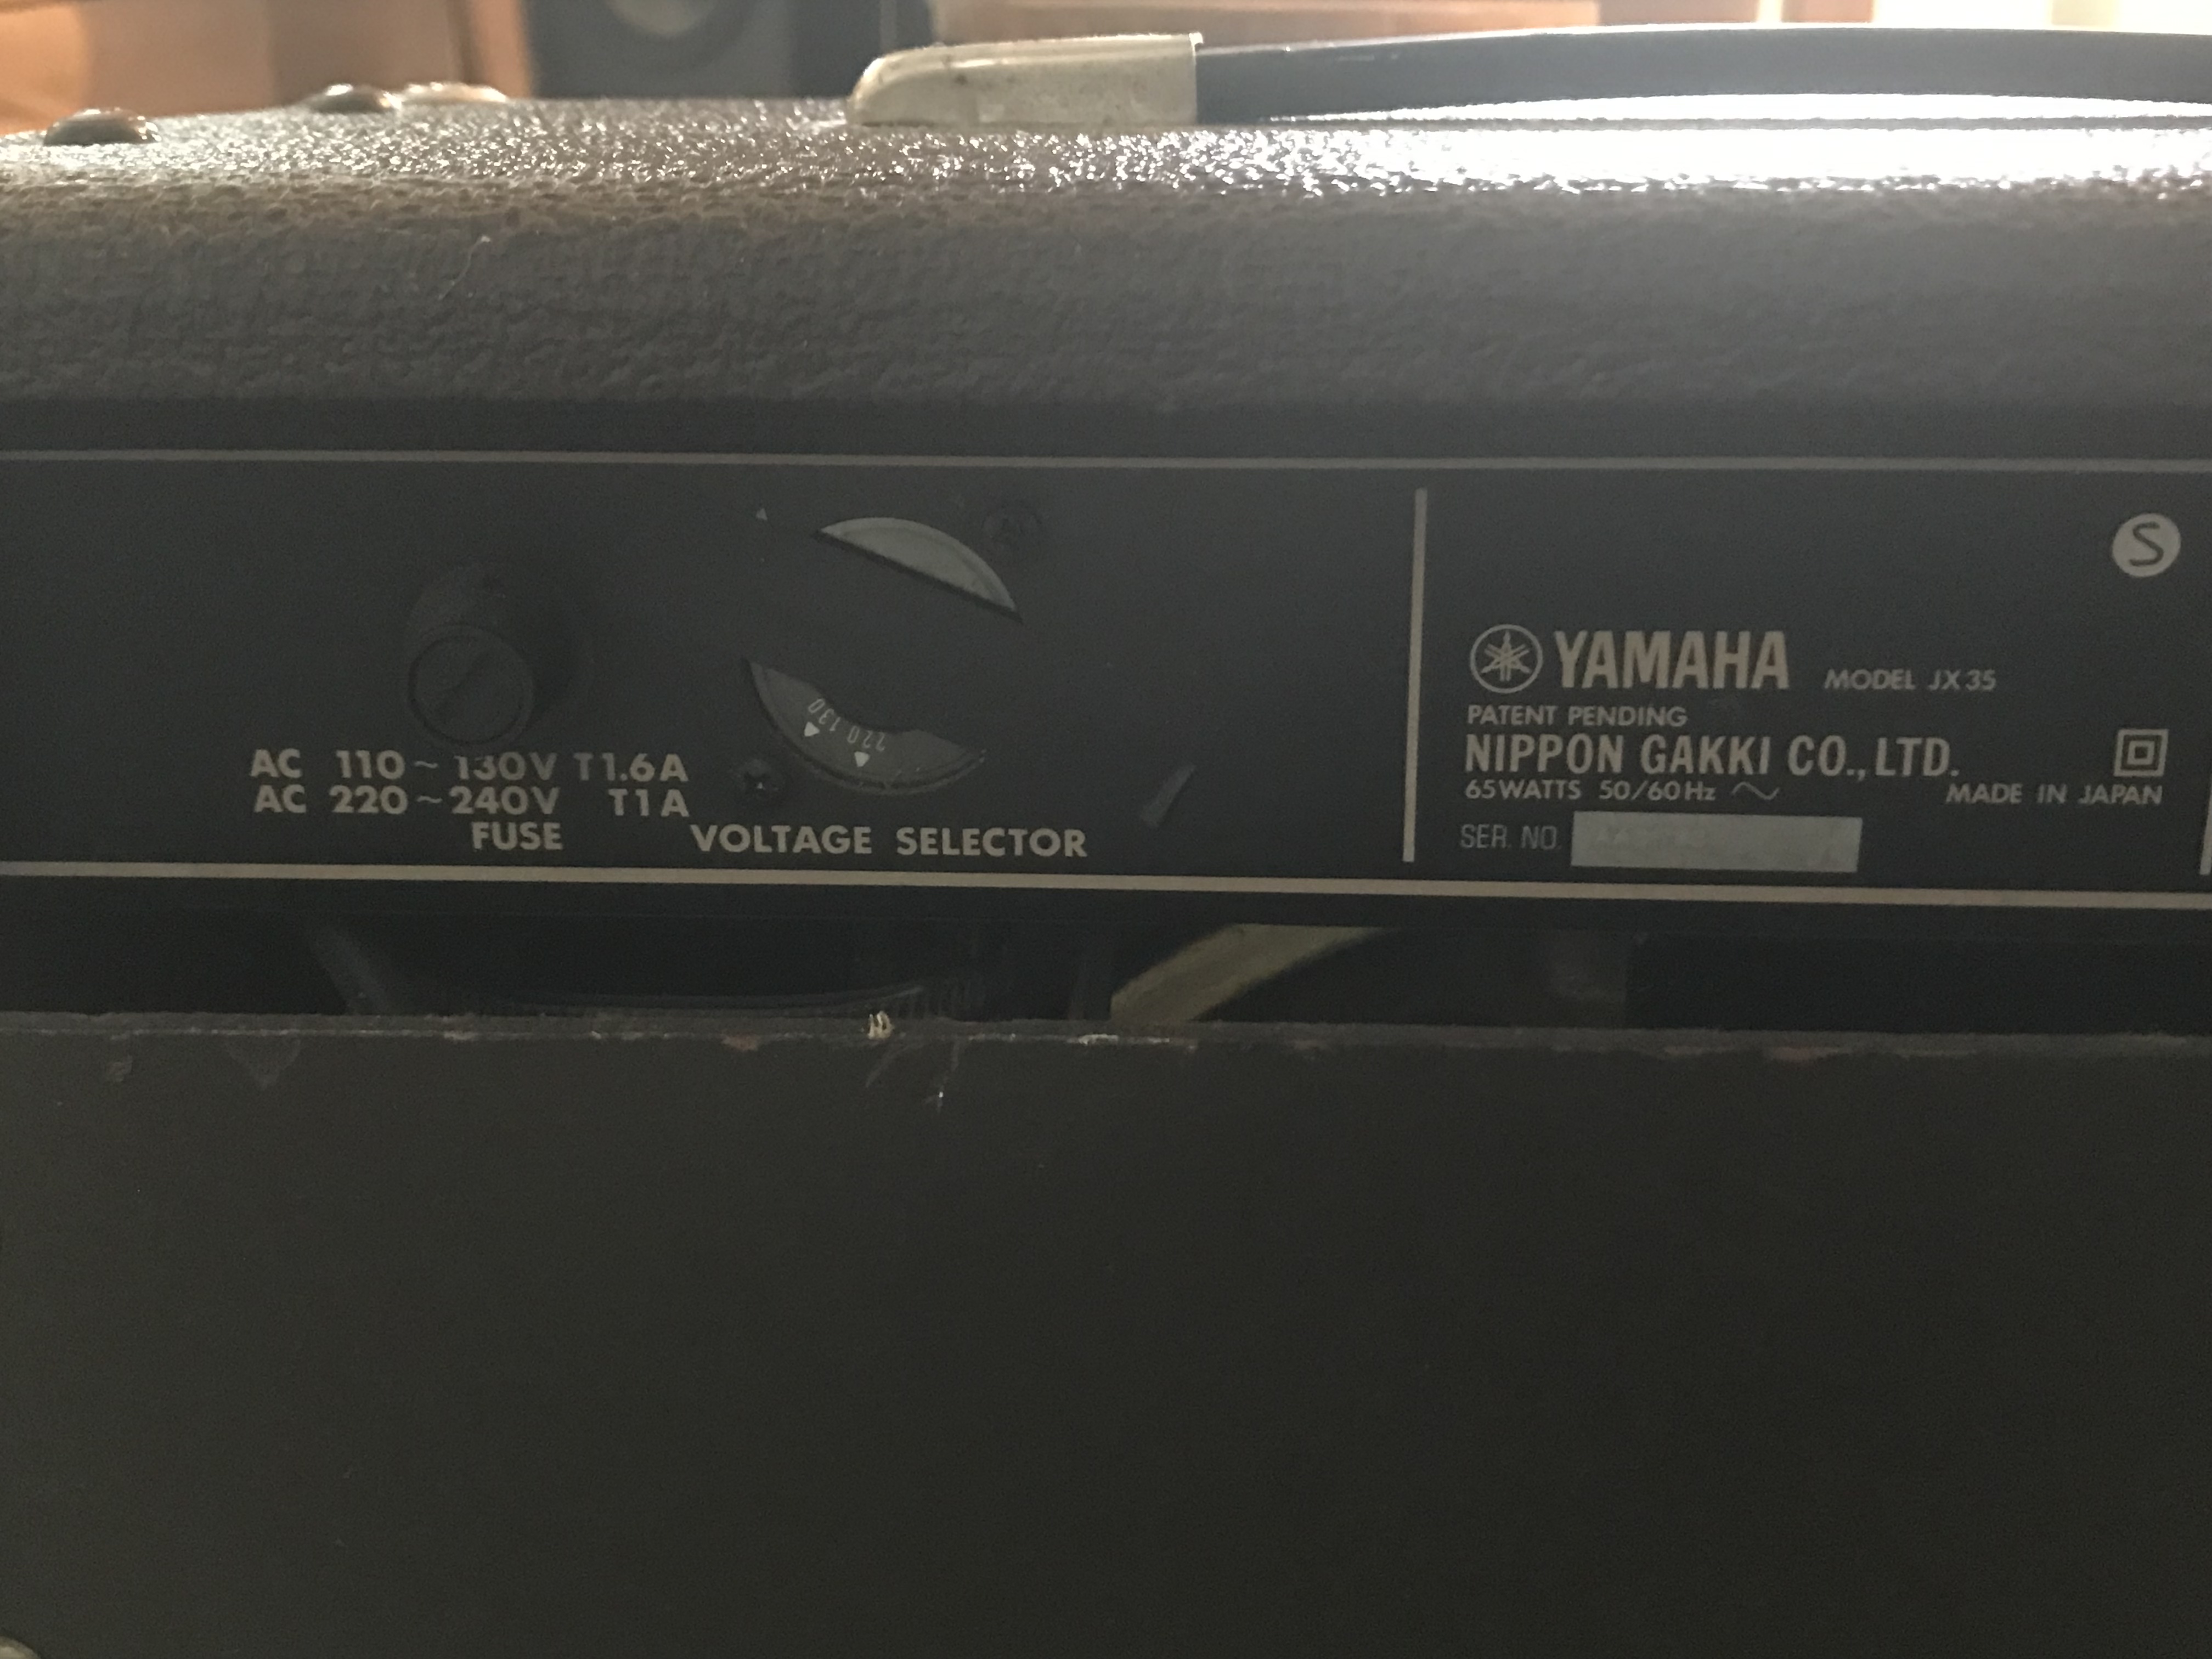 130
220
AC 110~130V T1.6A
AC 220~240V T1A
FUSE
VOLTAGE SELECTOR
S
YAMAHA MODEL JX35
PATENT PENDING
NIPPON GAKKI CO., LTD.
65WATTS 50/60Hz MADE IN JAPAN
SER. NO.